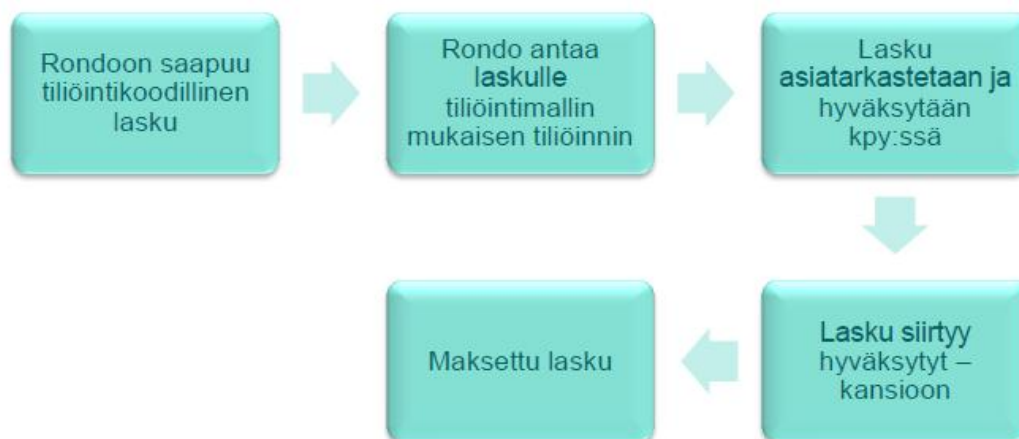 Rondoon saapuu
tiliöintikoodillinen
lasku
Rondo antaa
laskulle
tiliöintimallin
mukaisen tiliöinnin
Lasku
asiatarkastetaan ja
hyväksytään
kpy:ssä
Lasku siirtyy
hyväksytyt –
kansioon
Maksettu lasku